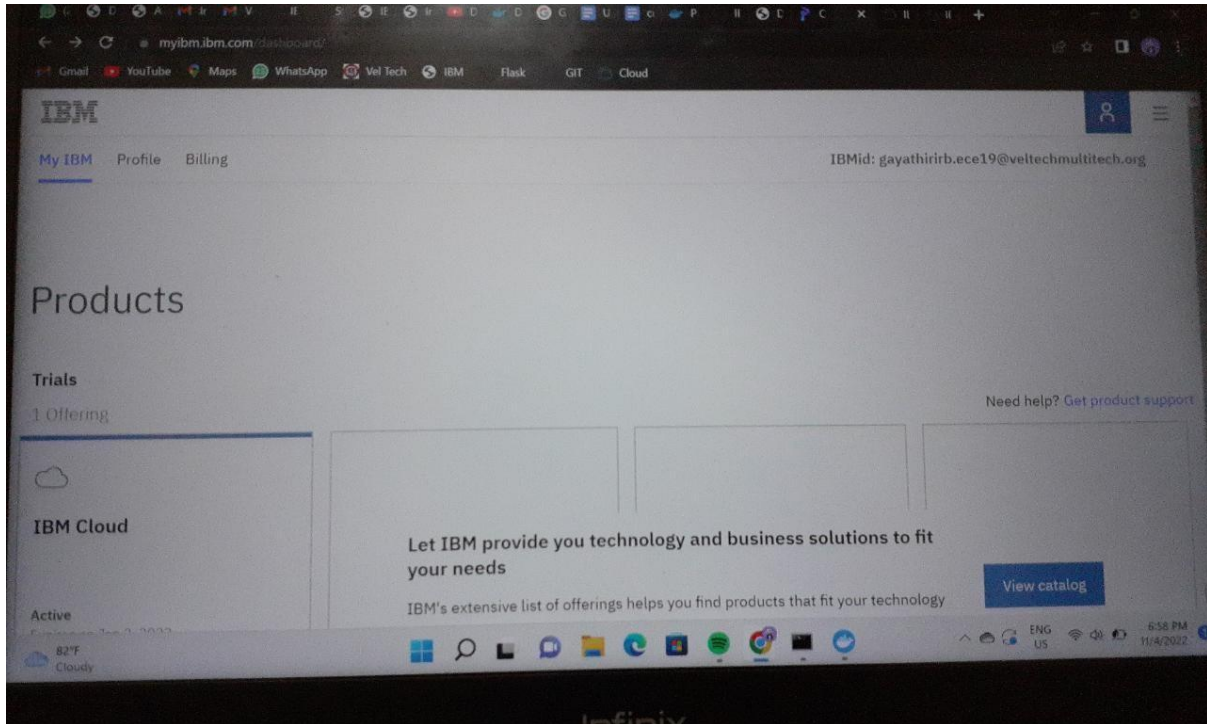 myibm.ibm.com/dashboard/
Gmail YouTube Maps WhatsApp Vel Tech IBM Flask GIT Cloud
IBM
My IBM Profile Billing
IBMid: gayathirirb.ece19@veltechmultitech.org
Products
Trials
1 Offering
Need help? Get product support
IBM Cloud
Let IBM provide you technology and business solutions to fit
your needs
View catalog
IBM's extensive list of offerings helps you find products that fit your technology
Active
82°F
Cloudy
ENG
US
6:58 PM
11/4/2022
Infinix